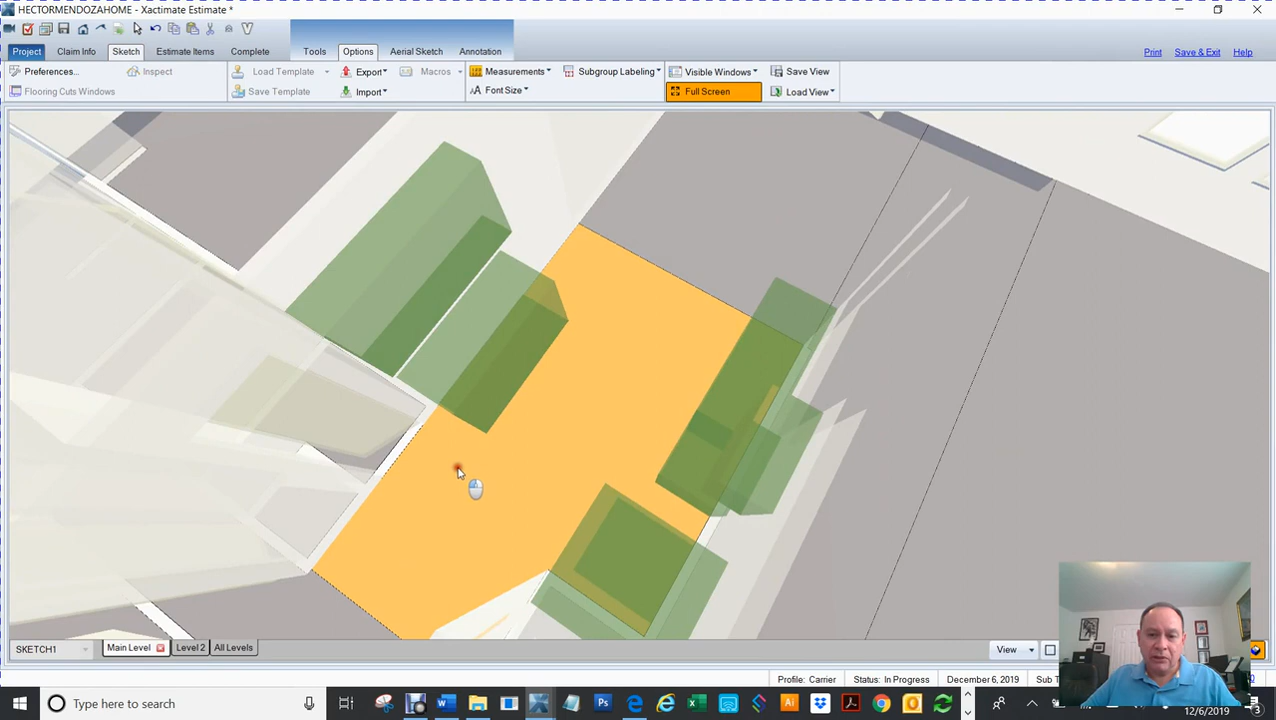 HECTORMENDOZAHOME - Xactimate Estimate *
Project Claim Info Sketch Estimate Items Complete Tools Options Aerial Sketch Annotation Print Save & Exit Help
Preferences... Inspect Load Template Export Macros Measurements Subgroup Labeling Visible Windows Save View
Flooring Cuts Windows Save Template Import Font Size Full Screen Load View
SKETCH1 Main Level Level 2 All Levels View
Profile: Carrier Status: In Progress December 6, 2019 Sub T
Type here to search
12/6/2019